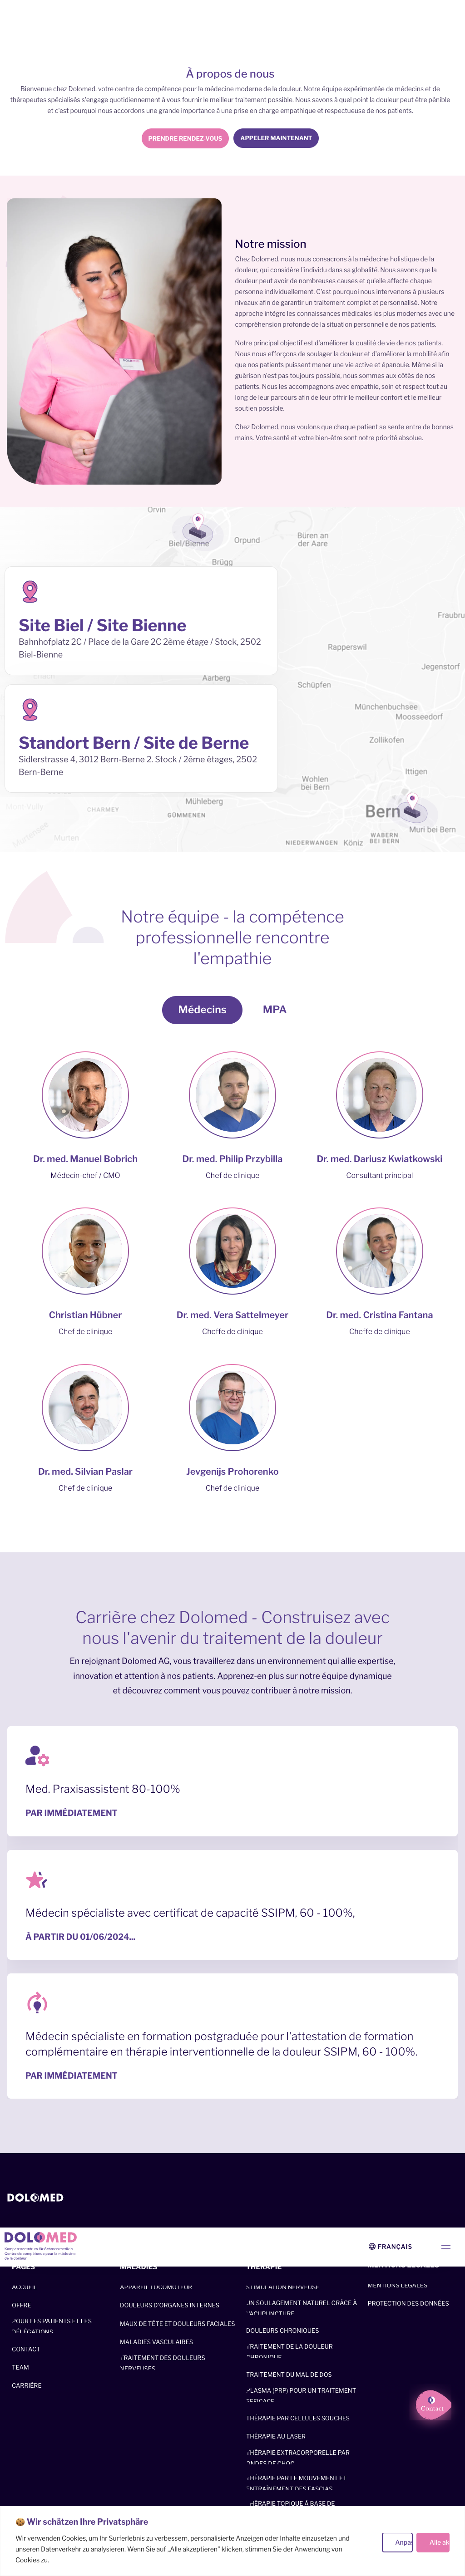 À propos de nous
Bienvenue chez Dolomed, votre centre de compétence pour la médecine moderne de la douleur. Notre équipe expérimentée de médecins et de
thérapeutes spécialisés s'engage quotidiennement à vous fournir le meilleur traitement possible. Nous savons à quel point la douleur peut être pénible
et c'est pourquoi nous accordons une grande importance à une prise en charge empathique et respectueuse de nos patients.
PRENDRE RENDEZ-VOUS
APPELER MAINTENANT
Notre mission
Chez Dolomed, nous nous consacrons à la médecine holistique de la
douleur, qui considère l'individu dans sa globalité. Nous savons que la
douleur peut avoir de nombreuses causes et qu'elle affecte chaque
personne individuellement. C'est pourquoi nous intervenons à plusieurs
niveaux afin de garantir un traitement complet et personnalisé. Notre
approche intègre les connaissances médicales les plus modernes avec une
compréhension profonde de la situation personnelle de nos patients.
Notre principal objectif est d'améliorer la qualité de vie de nos patients.
Nous nous efforçons de soulager la douleur et d'améliorer la mobilité afin
que nos patients puissent mener une vie active et épanouie. Même si la
guérison n'est pas toujours possible, nous sommes aux côtés de nos
patients. Nous les accompagnons avec empathie, soin et respect tout au
long de leur parcours afin de leur offrir le meilleur confort et le meilleur
soutien possible.
Chez Dolomed, nous voulons que chaque patient se sente entre de bonnes
mains. Votre santé et votre bien-être sont notre priorité absolue.
Orvin
Biel/Bienne
Orpund
Büren an
der Aare
Brügg
Site Biel / Site Bienne
Bahnhofplatz 2C / Place de la Gare 2C 2éme étage / Stock, 2502
Biel-Bienne
Fraubru
Rapperswil
Jegenstorf
Aarberg
Schüpfen
Münchenbuchsee
Moosseedorf
Standort Bern / Site de Berne
Sidlerstrasse 4, 3012 Bern-Berne 2. Stock / 2éme étages, 2502
Bern-Berne
Zollikofen
Ittigen
Wohlen
bei Bern
Mühleberg
CHARMEY
GÜMMENEN
Bern
Murtensee
Murten
Muri bei Bern
WABERN
BEI BERN
NIEDERWANGEN
Köniz
Notre équipe - la compétence
professionnelle rencontre
l'empathie
Médecins
MPA
Dr. med. Manuel Bobrich
Médecin-chef / CMO
Dr. med. Philip Przybilla
Chef de clinique
Dr. med. Dariusz Kwiatkowski
Consultant principal
Christian Hübner
Chef de clinique
Dr. med. Vera Sattelmeyer
Cheffe de clinique
Dr. med. Cristina Fantana
Cheffe de clinique
Dr. med. Silvian Paslar
Chef de clinique
Jevgenijs Prohorenko
Chef de clinique
Carrière chez Dolomed - Construisez avec
nous l'avenir du traitement de la douleur
En rejoignant Dolomed AG, vous travaillerez dans un environnement qui allie expertise,
innovation et attention à nos patients. Apprenez-en plus sur notre équipe dynamique
et découvrez comment vous pouvez contribuer à notre mission.
Med. Praxisassistent 80-100%
PAR IMMÉDIATEMENT
Médecin spécialiste avec certificat de capacité SSIPM, 60 - 100%,
À PARTIR DU 01/06/2024...
Médecin spécialiste en formation postgraduée pour l'attestation de formation
complémentaire en thérapie interventionnelle de la douleur SSIPM, 60 - 100%.
PAR IMMÉDIATEMENT
DOLOMED
DOLOMED
Kompetenzzentrum für Schmerzmedizin
Centre de compétence pour la médecine
de la douleur
FRANÇAIS
PAGES
MALADIES
THÉRAPIE
MENTIONS LÉGALES
ACCUEIL
OFFRE
POUR LES PATIENTS ET LES
DÉLÉGATIONS
CONTACT
TEAM
CARRIÈRE
APPAREIL LOCOMOTEUR
DOULEURS D'ORGANES INTERNES
MAUX DE TÊTE ET DOULEURS FACIALES
MALADIES VASCULAIRES
TRAITEMENT DES DOULEURS
NERVEUSES
STIMULATION NERVEUSE
UN SOULAGEMENT NATUREL GRÂCE À
L'ACUPUNCTURE
DOULEURS CHRONIQUES
TRAITEMENT DE LA DOULEUR
CHRONIQUE
TRAITEMENT DU MAL DE DOS
PLASMA (PRP) POUR UN TRAITEMENT
EFFICACE
THÉRAPIE PAR CELLULES SOUCHES
THÉRAPIE AU LASER
THÉRAPIE EXTRACORPORELLE PAR
ONDES DE CHOC
THÉRAPIE PAR LE MOUVEMENT ET
ENTRAÎNEMENT DES FASCIAS
THÉRAPIE TOPIQUE À BASE DE
MENTIONS LÉGALES
PROTECTION DES DONNÉES
Contact
🍪 Wir schätzen Ihre Privatsphäre
Wir verwenden Cookies, um Ihr Surferlebnis zu verbessern, personalisierte Anzeigen oder Inhalte einzusetzen und
unseren Datenverkehr zu analysieren. Wenn Sie auf „Alle akzeptieren" klicken, stimmen Sie der Anwendung von
Cookies zu.
Anpas
Alle ak